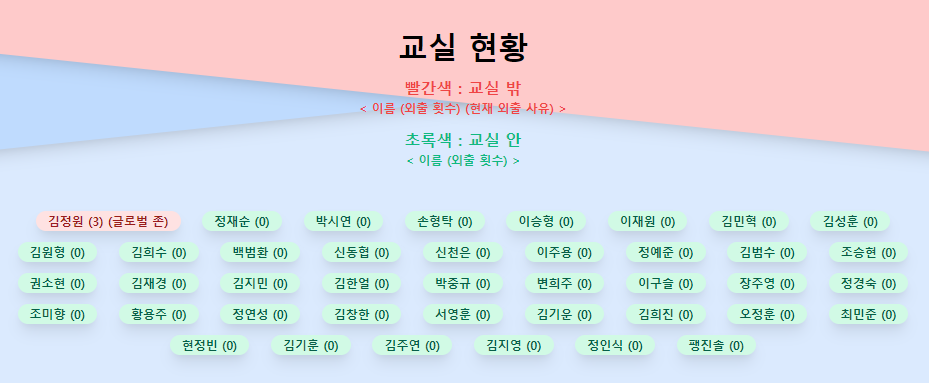 교실 현황
빨간색 : 교실 밖
< 이름 (외출 횟수) (현재 외출 사유) >
초록색 : 교실 안
< 이름 (외출 횟수) >
김정원 (3) (글로벌 존) 정재순 (0) 박시연 (0) 손형탁 (0) 이승형 (0) 이재원 (0) 김민혁 (0) 김성훈 (0)
김원형 (0) 김희수 (0) 백범환 (0) 신동협 (0) 신천은 (0) 이주용 (0) 정예준 (0) 김범수 (0) 조승현 (0)
권소현 (0) 김재경 (0) 김지민 (0) 김한얼 (0) 박중규 (0) 변희주 (0) 이구슬 (0) 장주영 (0) 정경숙 (0)
조미향 (0) 황용주 (0) 정연성 (0) 김창한 (0) 서영훈 (0) 김기운 (0) 김희진 (0) 오정훈 (0) 최민준 (0)
현정빈 (0) 김기훈 (0) 김주연 (0) 김지영 (0) 정인식 (0) 팽진솔 (0)